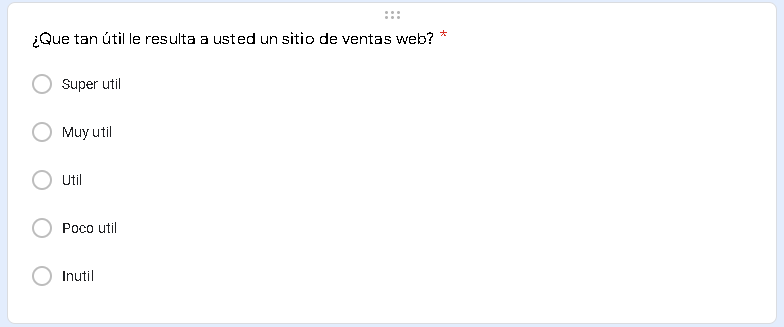 ¿Que tan útil le resulta a usted un sitio de ventas web? *
Super util
Muy util
Util
Poco util
Inutil